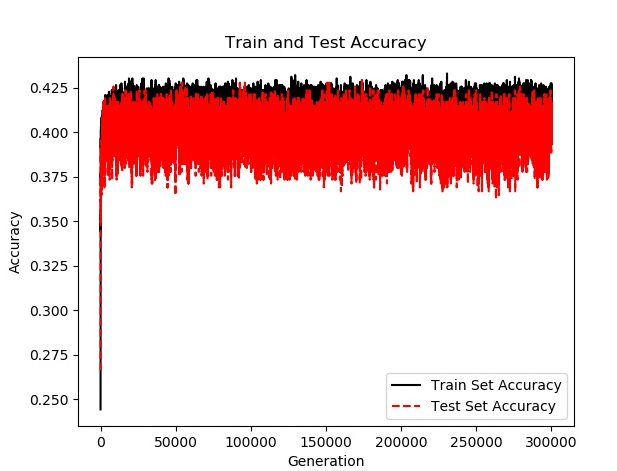 Train and Test Accuracy
Accuracy
0.425
0.400
0.375
0.350
0.325
0.300
0.275
0.250
Train Set Accuracy
Test Set Accuracy
0 50000 100000 150000 200000 250000 300000
Generation